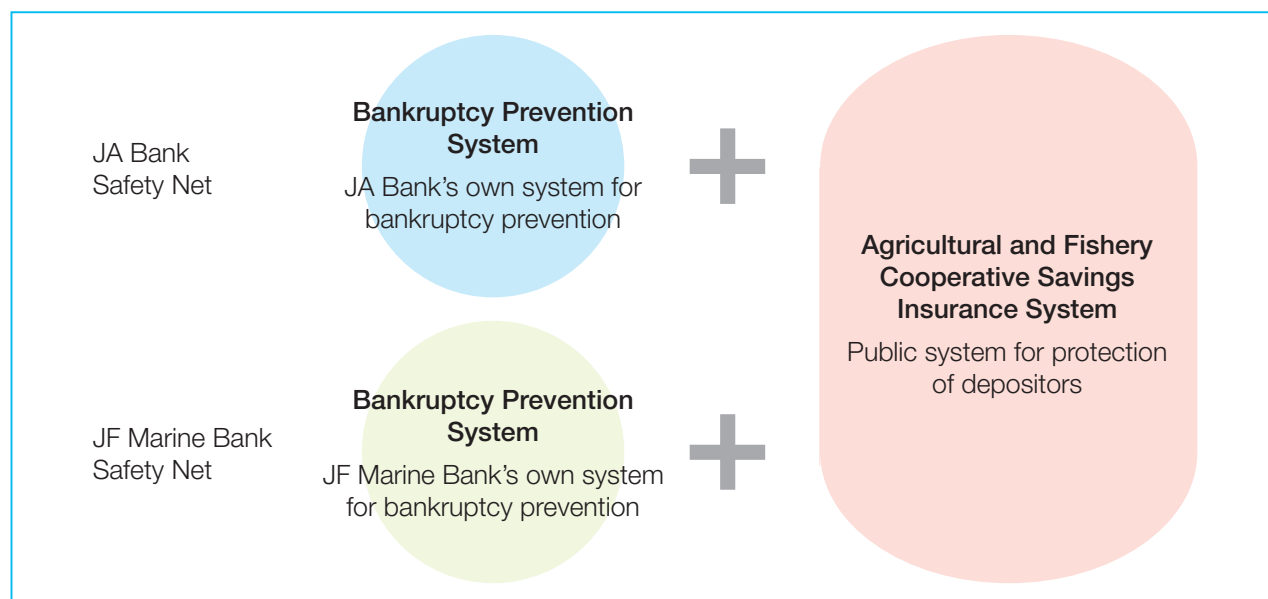 JA Bank
Safety Net
Bankruptcy Prevention
System
JA Bank’s own system for
bankruptcy prevention
JF Marine Bank
Safety Net
Bankruptcy Prevention
System
JF Marine Bank’s own system
for bankruptcy prevention
Agricultural and Fishery
Cooperative Savings
Insurance System
Public system for protection
of depositors